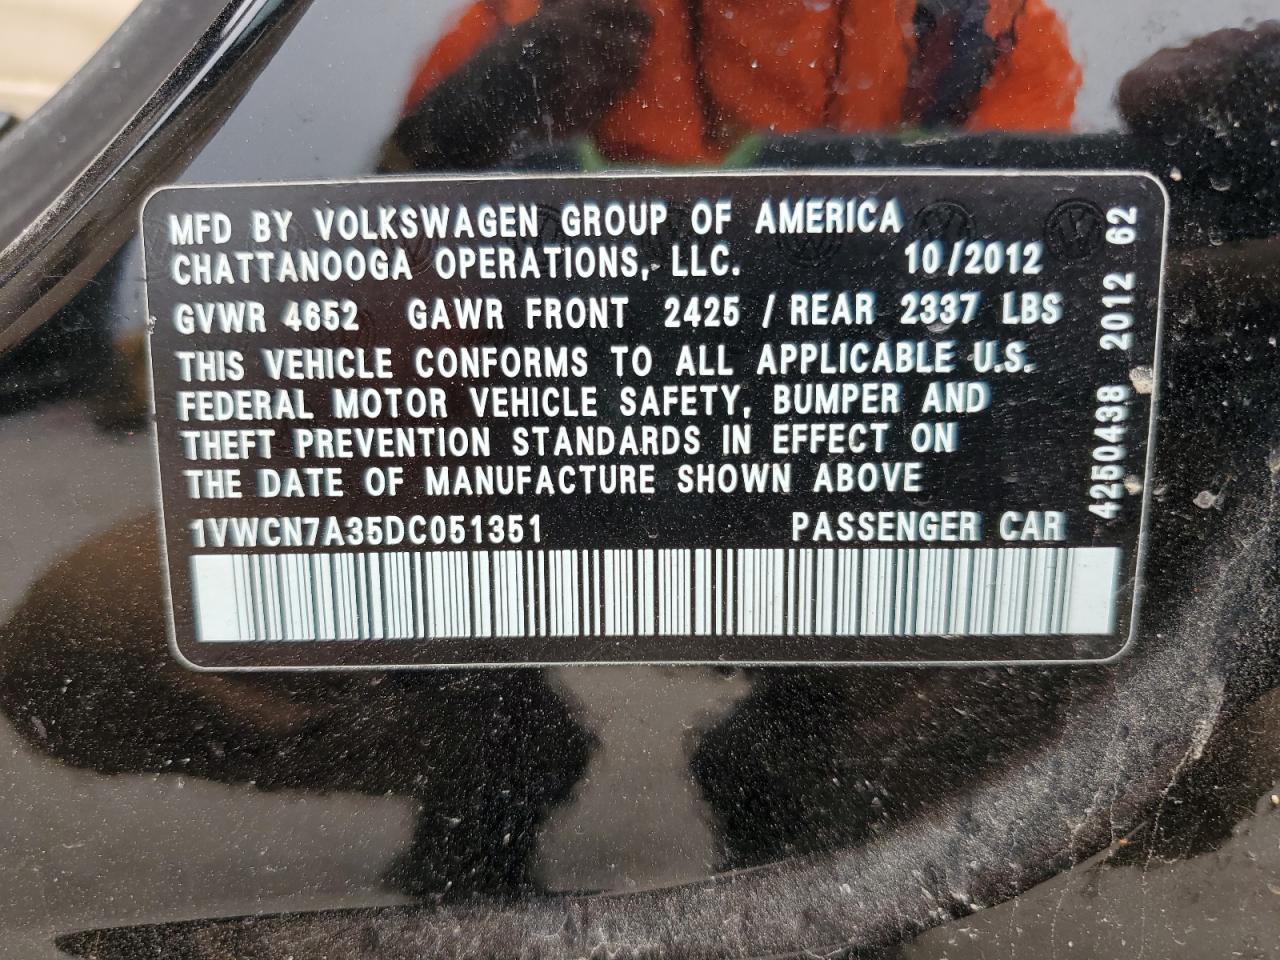 MFD BY VOLKSWAGEN GROUP OF AMERICA
CHATTANOOGA OPERATIONS, LLC. 10/2012
GVWR 4652 GAWR FRONT 2425 / REAR 2337 LBS
THIS VEHICLE CONFORMS TO ALL APPLICABLE U.S.
FEDERAL MOTOR VEHICLE SAFETY, BUMPER AND
THEFT PREVENTION STANDARDS IN EFFECT ON
THE DATE OF MANUFACTURE SHOWN ABOVE
1VWCN7A35DC051351 PASSENGER CAR
4250438 2012 62